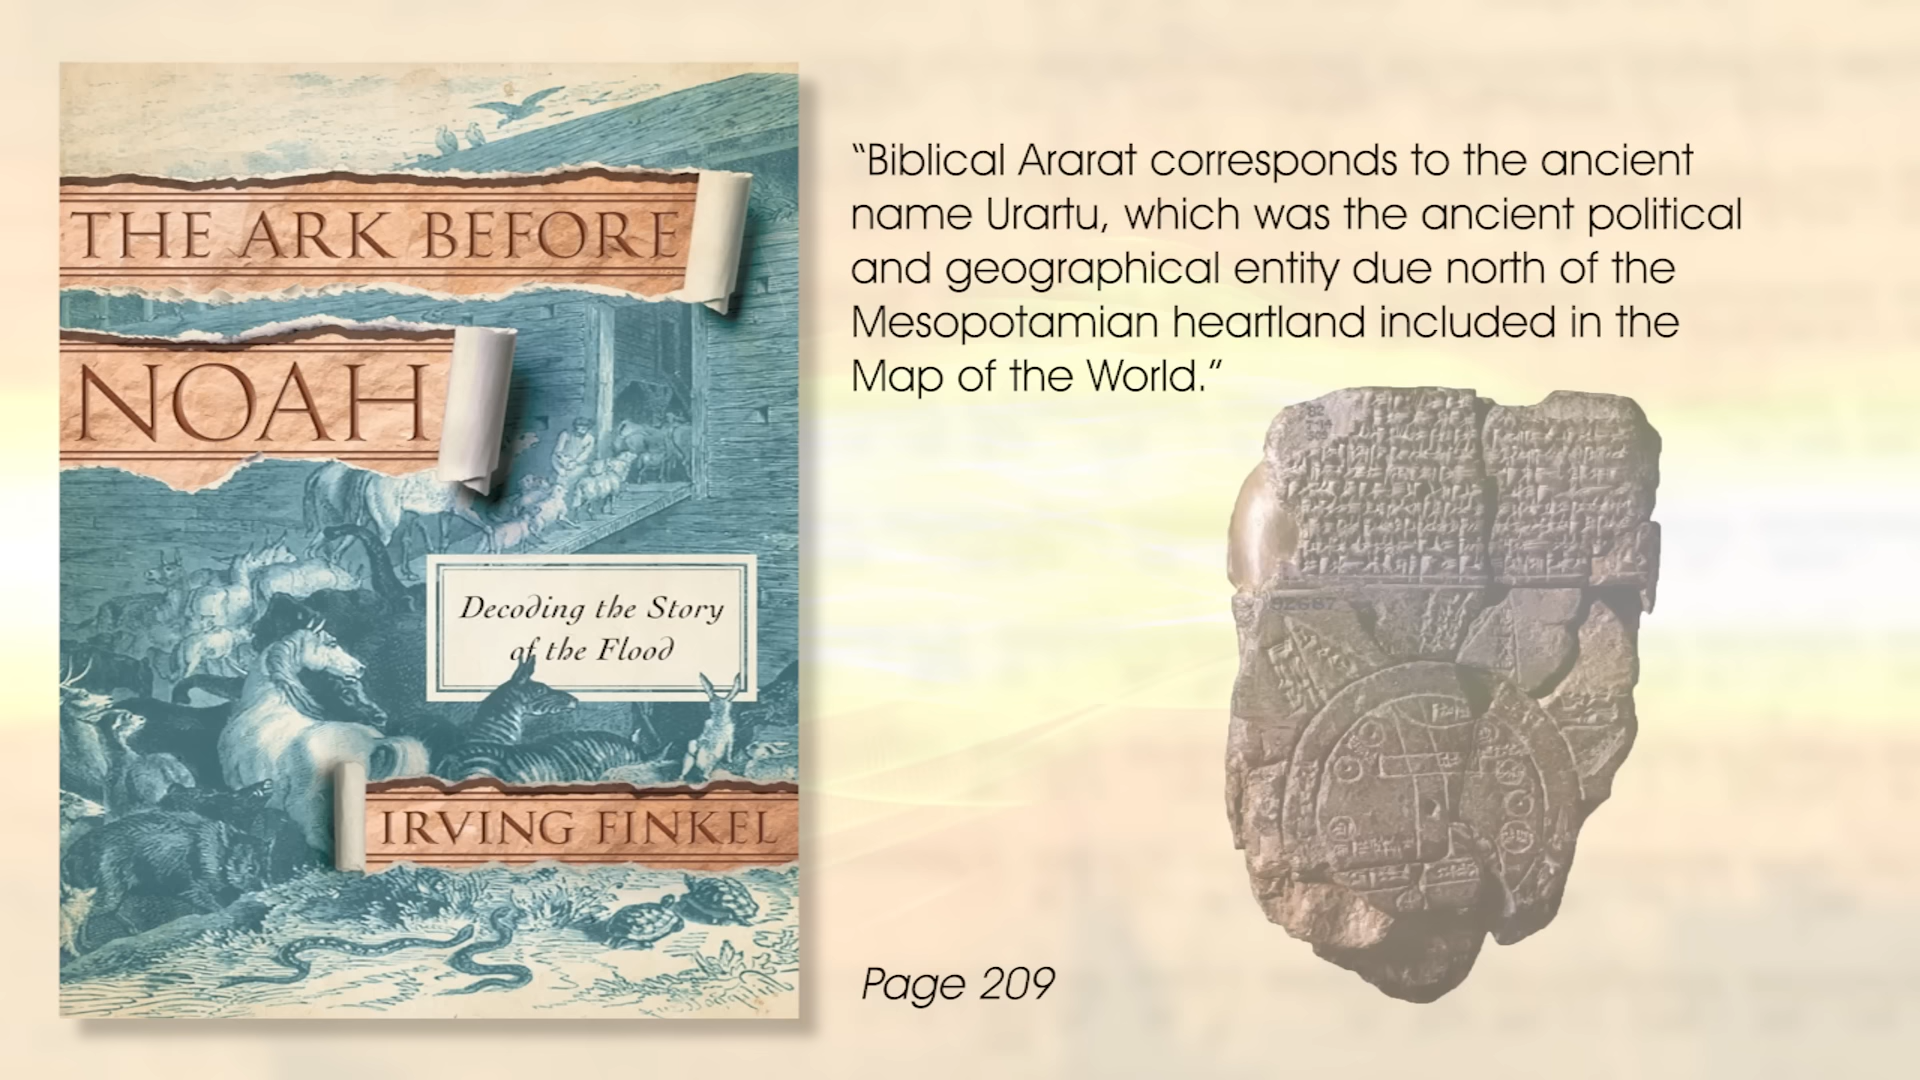 THE ARK BEFORE
NOAH
Decoding the Story
of the Flood
IRVING FINKEL
“Biblical Ararat corresponds to the ancient
name Urartu, which was the ancient political
and geographical entity due north of the
Mesopotamian heartland included in the
Map of the World.”
Page 209